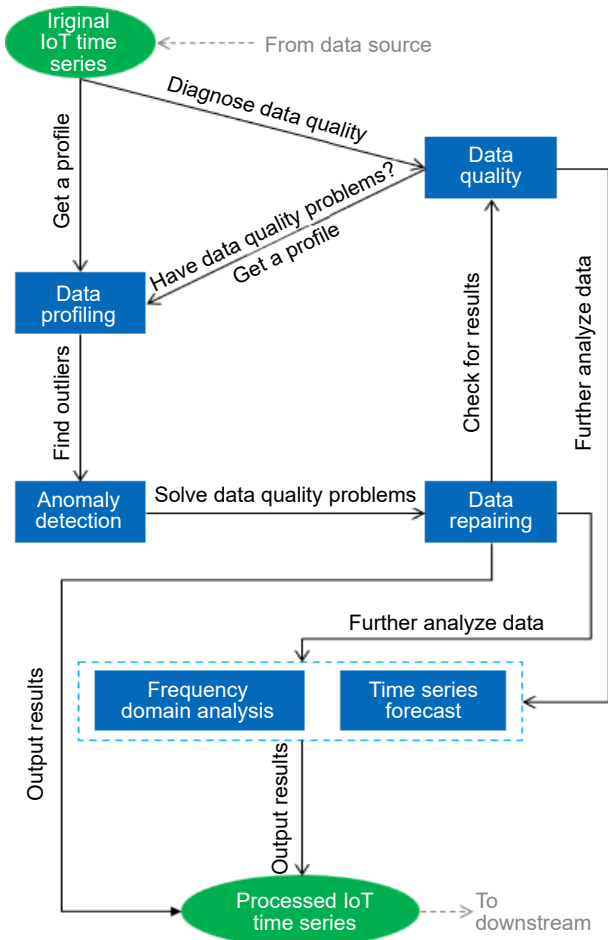 Iriginal
IoT time
series
From data source
Diagnose data quality
Get a profile
Data
quality
Have data quality problems?
Get a profile
Data
profiling
Check for results
Further analyze data
Find outliers
Anomaly
detection
Solve data quality problems
Data
repairing
Further analyze data
Frequency
domain analysis
Time series
forecast
Output results
Output results
Processed IoT
time series
To
downstream